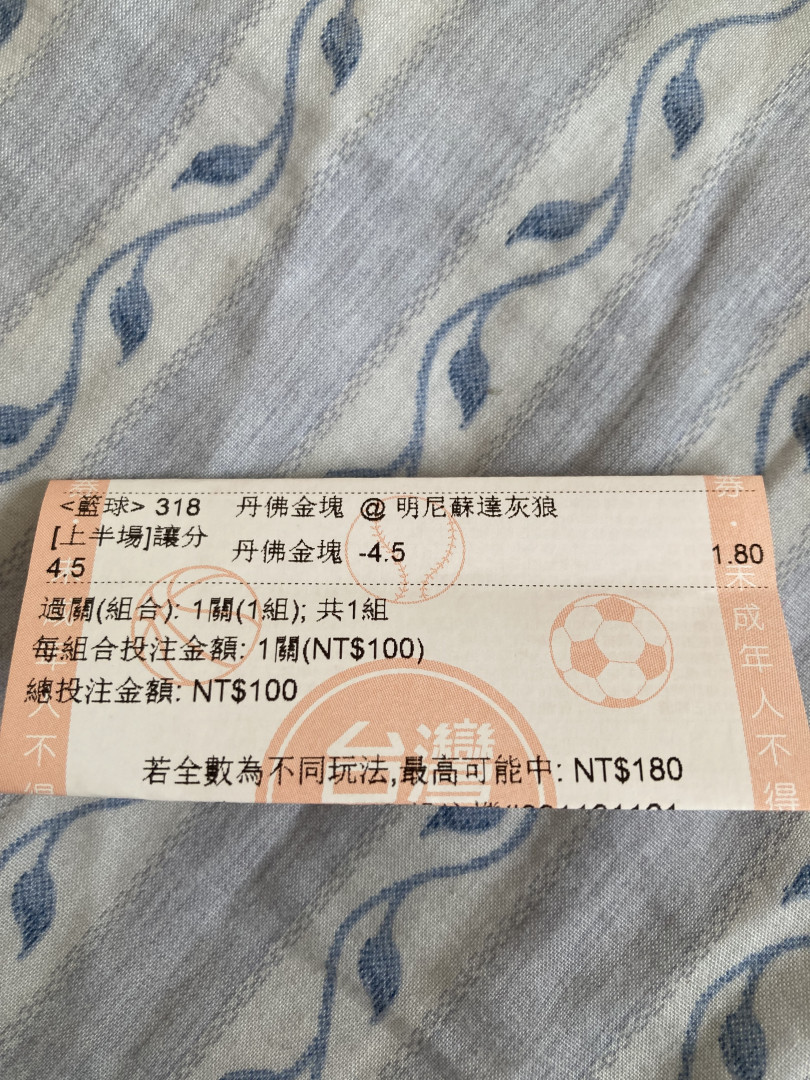 <籃球> 318 丹佛金塊 @ 明尼蘇達灰狼
[上半場]讓分
4.5 丹佛金塊 -4.5 1.80
過關(組合): 1關(1組); 共1組
每組合投注金額: 1關(NT$100)
總投注金額: NT$100
台灣
若全數為不同玩法,最高可能中: NT$180
券・未成年人不得